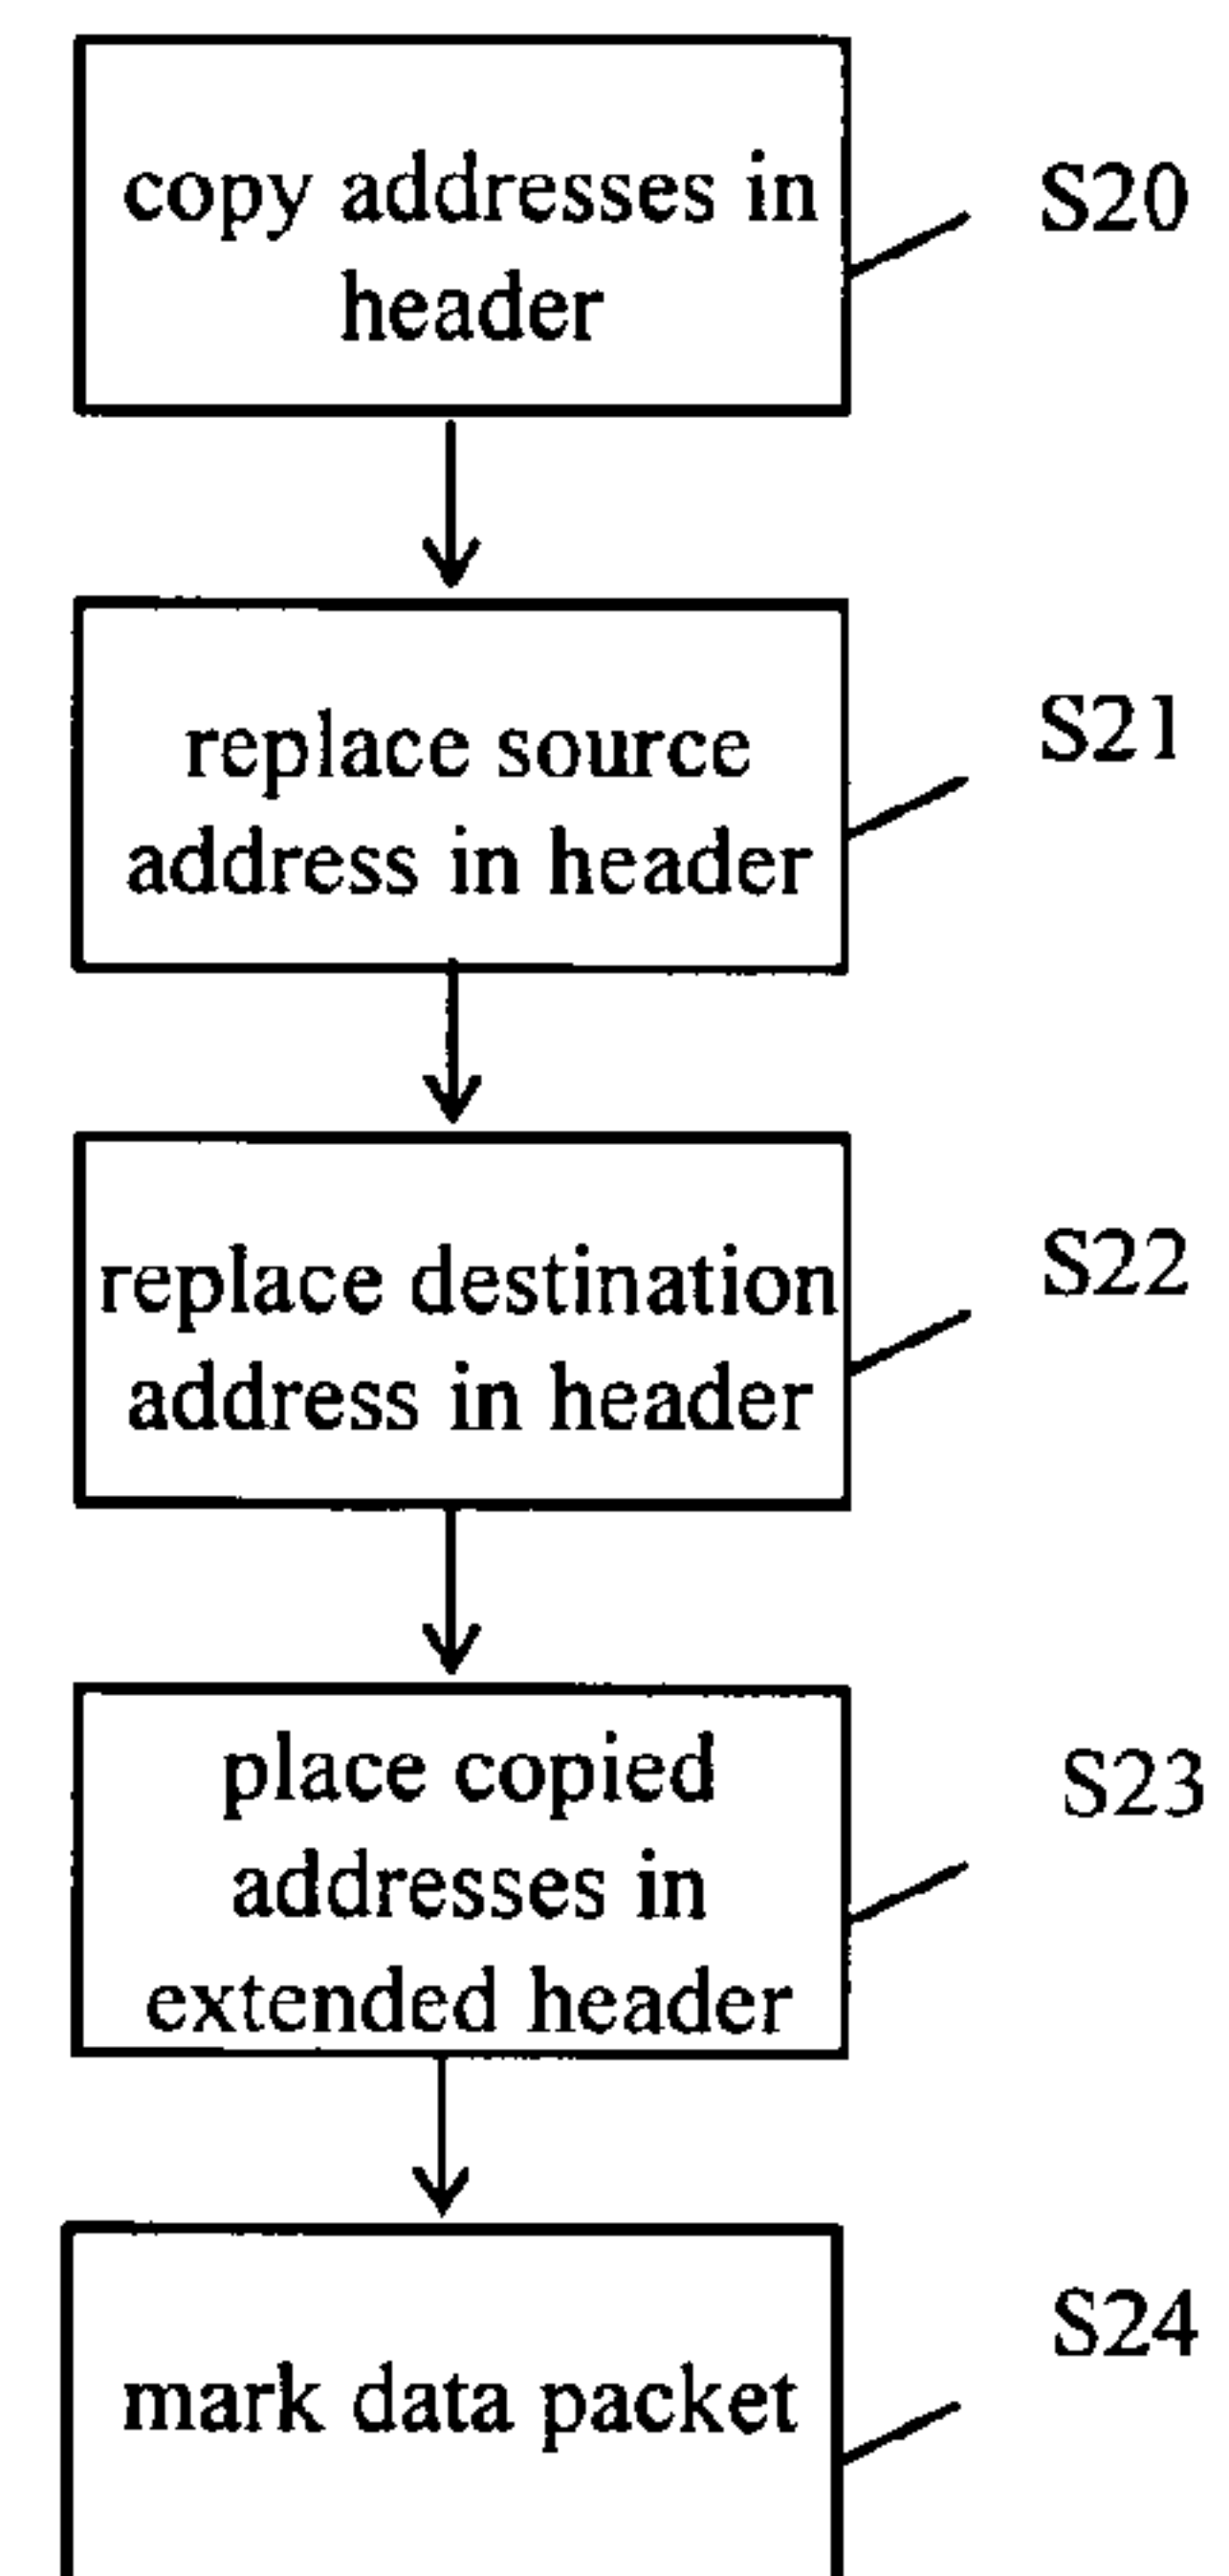 copy addresses in
header
S20
replace source
address in header
S21
replace destination
address in header
S22
place copied
addresses in
extended header
S23
mark data packet
S24